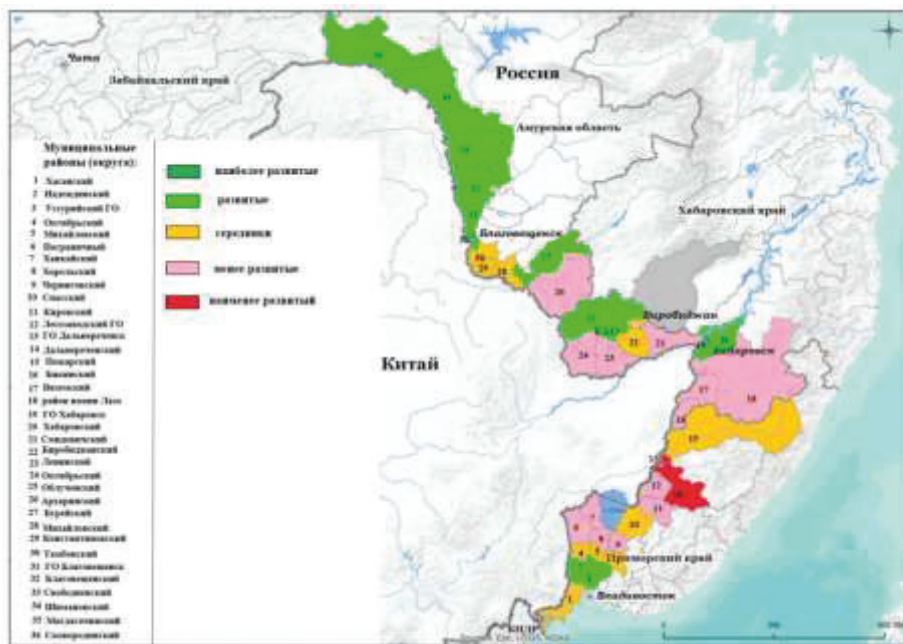 Чита
Забайкальский край
Россия
Амурская область
Хабаровский край
Благовещенск
Биробиджан
ЕАО
Хабаровск
Китай
Приморский край
Владивосток
КНДР
Муниципальные
районы (округа):
1 Хасанский
2 Надеждинский
3 Уссурийский ГО
4 Октябрьский
5 Михайловский
6 Пограничный
7 Ханкайский
8 Хорольский
9 Черниговский
10 Спасский
11 Кировский
12 Лесозаводский ГО
13 ГО Дальнереченск
14 Дальнереченский
15 Пожарский
16 Бикинский
17 Вяземский
18 район имени Лазо
19 ГО Хабаровск
20 Хабаровский
21 Смидовичский
22 Биробиджанский
23 Ленинский
24 Октябрьский
25 Облученский
26 Архаринский
27 Бурейский
28 Михайловский
29 Константиновский
30 Тамбовский
31 ГО Благовещенск
32 Благовещенский
33 Свободненский
34 Шимановский
35 Магдагачинский
36 Сковородинский
наиболее развитые
развитые
середняки
менее развитые
наименее развитый